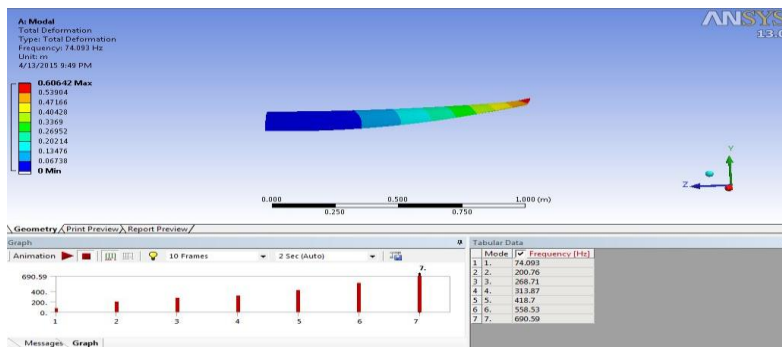 A: Modal
Total Deformation
Type: Total Deformation
Frequency: 74.093 Hz
Unit: m
4/13/2015 9:49 PM
0.60642 Max
0.53904
0.47166
0.40428
0.3369
0.26952
0.20214
0.13476
0.06738
0 Min
ANSYS
13.0
Y
Z
0.000 0.500 1.000 (m)
0.250 0.750
Geometry Print Preview Report Preview
Graph
Animation 10 Frames 2 Sec (Auto)
690.59
400.
200.
0.
7.
1 2 3 4 5 6 7
Messages Graph
Tabular Data
Mode Frequency [Hz]
1 1. 74.093
2 2. 200.76
3 3. 268.71
4 4. 313.87
5 5. 418.7
6 6. 558.53
7 7. 690.59